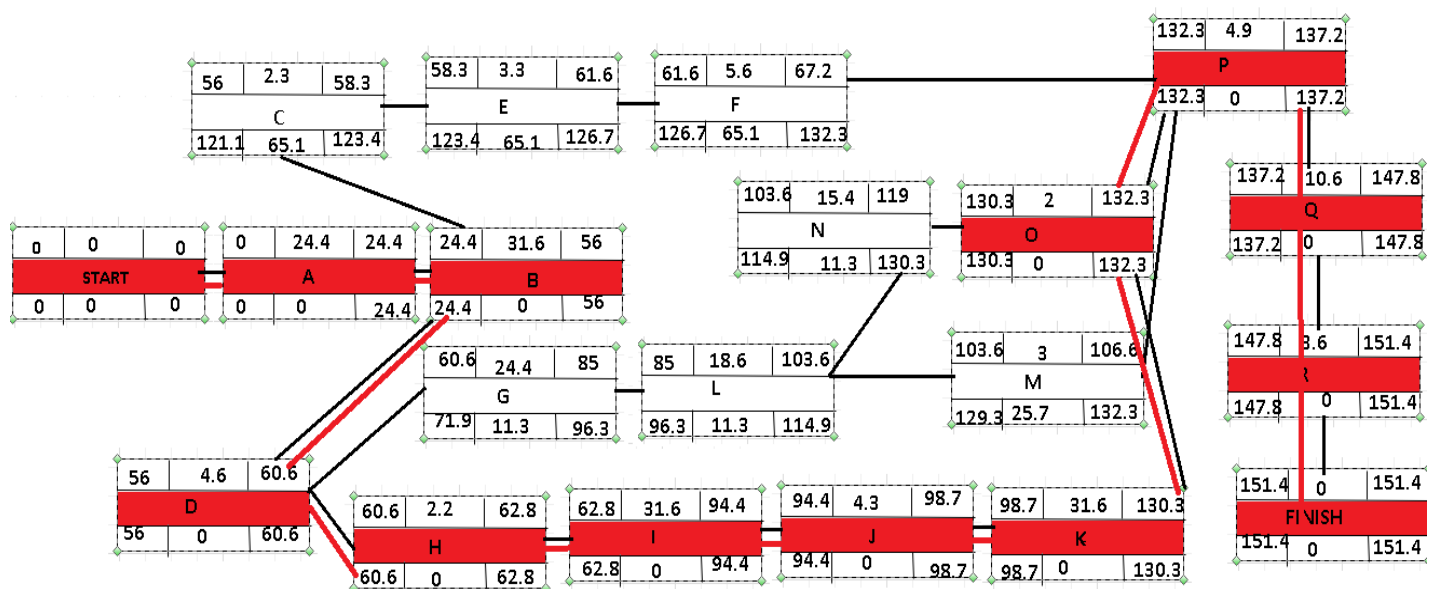 132.3 4.9 137.2
P
132.3 0 137.2
56 2.3 58.3
C
121.1 65.1 123.4
58.3 3.3 61.6
E
123.4 65.1 126.7
61.6 5.6 67.2
F
126.7 65.1 132.3
137.2 10.6 147.8
Q
137.2 0 147.8
103.6 15.4 119
N
114.9 11.3 130.3
130.3 2 132.3
O
130.3 0 132.3
0 0 0
START
0 0 0
0 24.4 24.4
A
0 0 24.4
24.4 31.6 56
B
24.4 0 56
147.8 3.6 151.4
R
147.8 0 151.4
60.6 24.4 85
G
71.9 11.3 96.3
85 18.6 103.6
L
96.3 11.3 114.9
103.6 3 106.6
M
129.3 25.7 132.3
56 4.6 60.6
D
56 0 60.6
151.4 0 151.4
FINISH
151.4 0 151.4
60.6 2.2 62.8
H
60.6 0 62.8
62.8 31.6 94.4
I
62.8 0 94.4
94.4 4.3 98.7
J
94.4 0 98.7
98.7 31.6 130.3
K
98.7 0 130.3